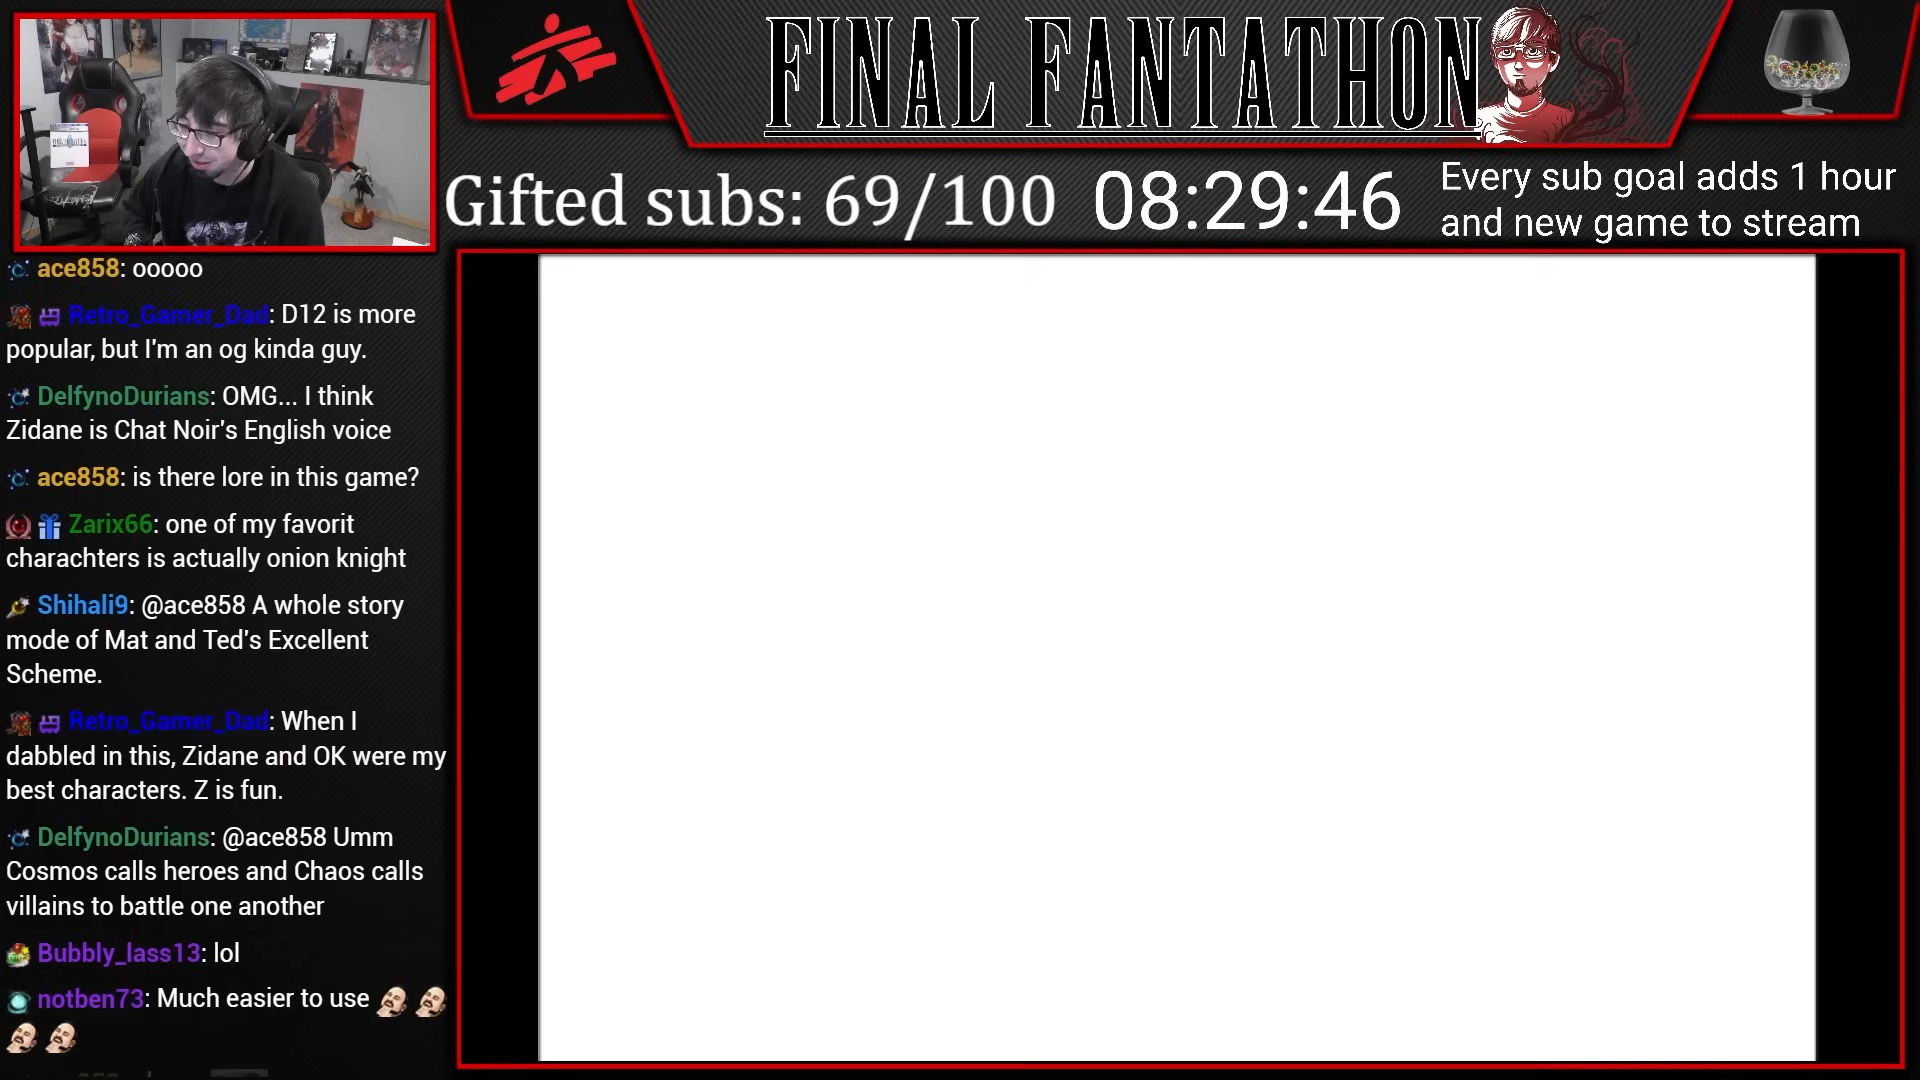 FINAL FANTATHON
Gifted subs: 69/100
08:29:46
Every sub goal adds 1 hour
and new game to stream
ace858: ooooo
Retro_Gamer_Dad: D12 is more
popular, but I'm an og kinda guy.
DelfynoDurians: OMG... I think
Zidane is Chat Noir's English voice
ace858: is there lore in this game?
Zarix66: one of my favorit
charachters is actually onion knight
Shihali9: @ace858 A whole story
mode of Mat and Ted's Excellent
Scheme.
Retro_Gamer_Dad: When I
dabbled in this, Zidane and OK were my
best characters. Z is fun.
DelfynoDurians: @ace858 Umm
Cosmos calls heroes and Chaos calls
villains to battle one another
Bubbly_lass13: lol
notben73: Much easier to use